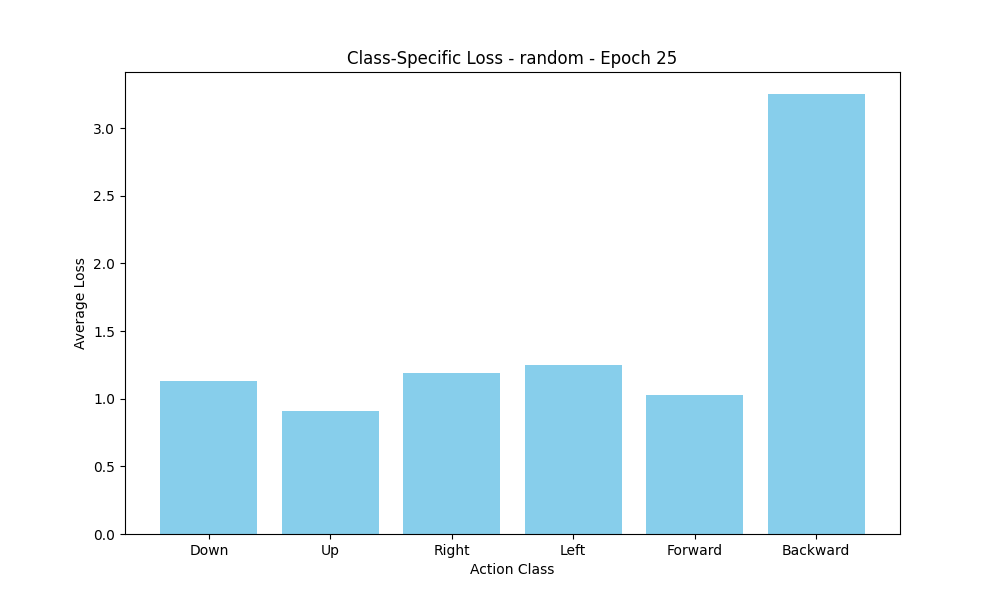 Class-Specific Loss - random - Epoch 25
Average Loss
3.0
2.5
2.0
1.5
1.0
0.5
0.0
Down Up Right Left Forward Backward
Action Class